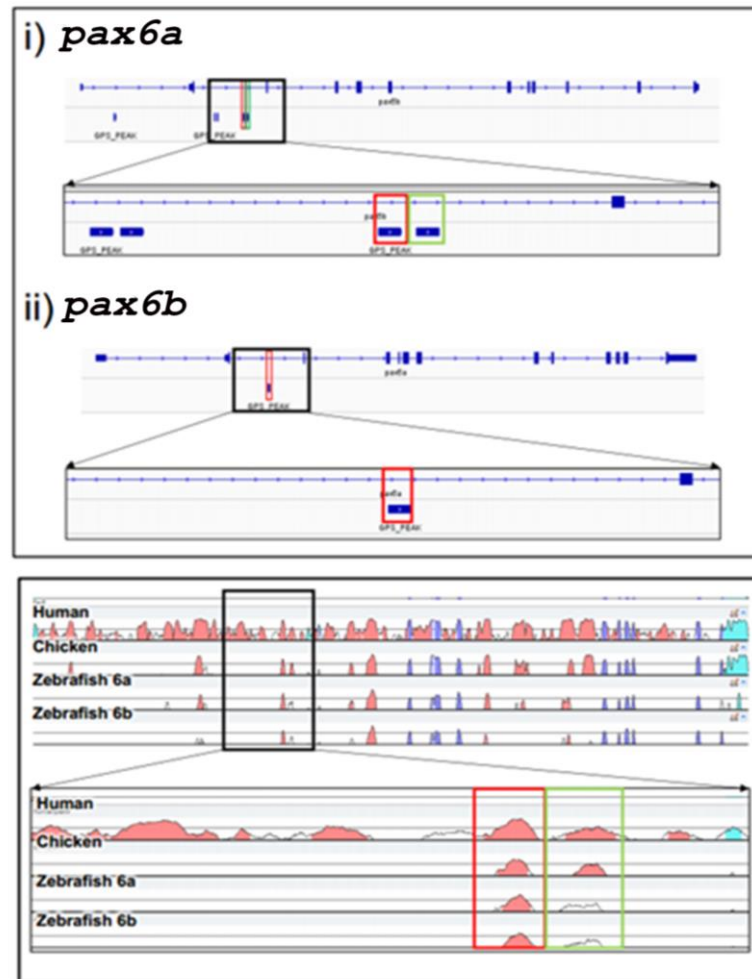 i) pax6a
pax6b
GPS_PEAK GPS_PEAK
pax6b
GPS_PEAK GPS_PEAK
ii) pax6b
pax6a
GPS_PEAK
pax6a
GPS_PEAK
Human
Chicken
Zebrafish 6a
Zebrafish 6b
Human
Chicken
Zebrafish 6a
Zebrafish 6b